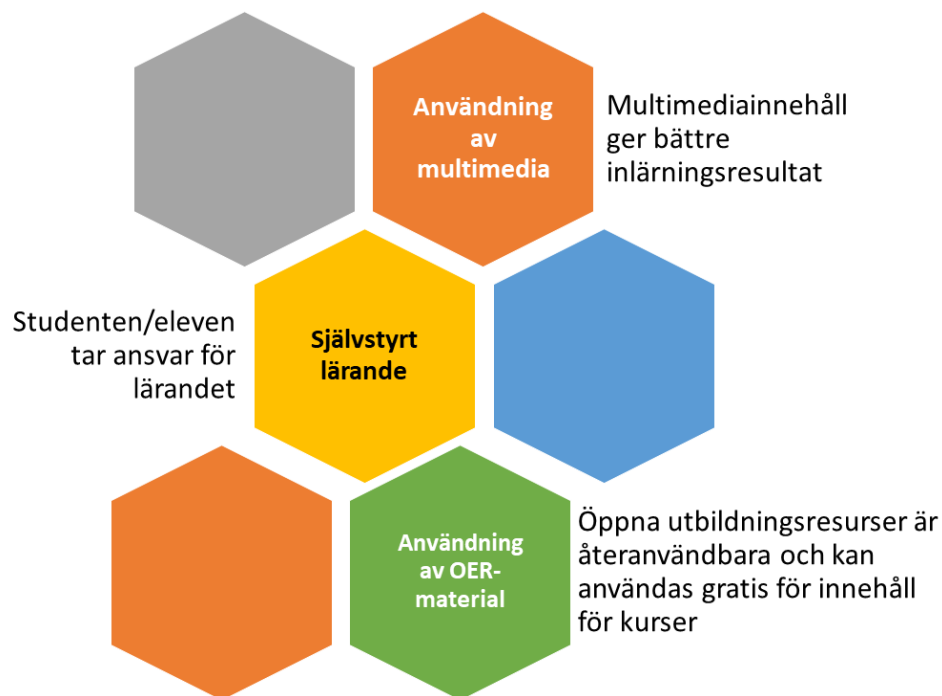 Användning
av
multimedia
Multimediainnehåll
ger bättre
inlärningsresultat
Studenten/eleven
tar ansvar för
lärandet
Självstyrt
lärande
Användning
av OER-
material
Öppna utbildningsresurser är
återanvändbara och kan
användas gratis för innehåll
för kurser